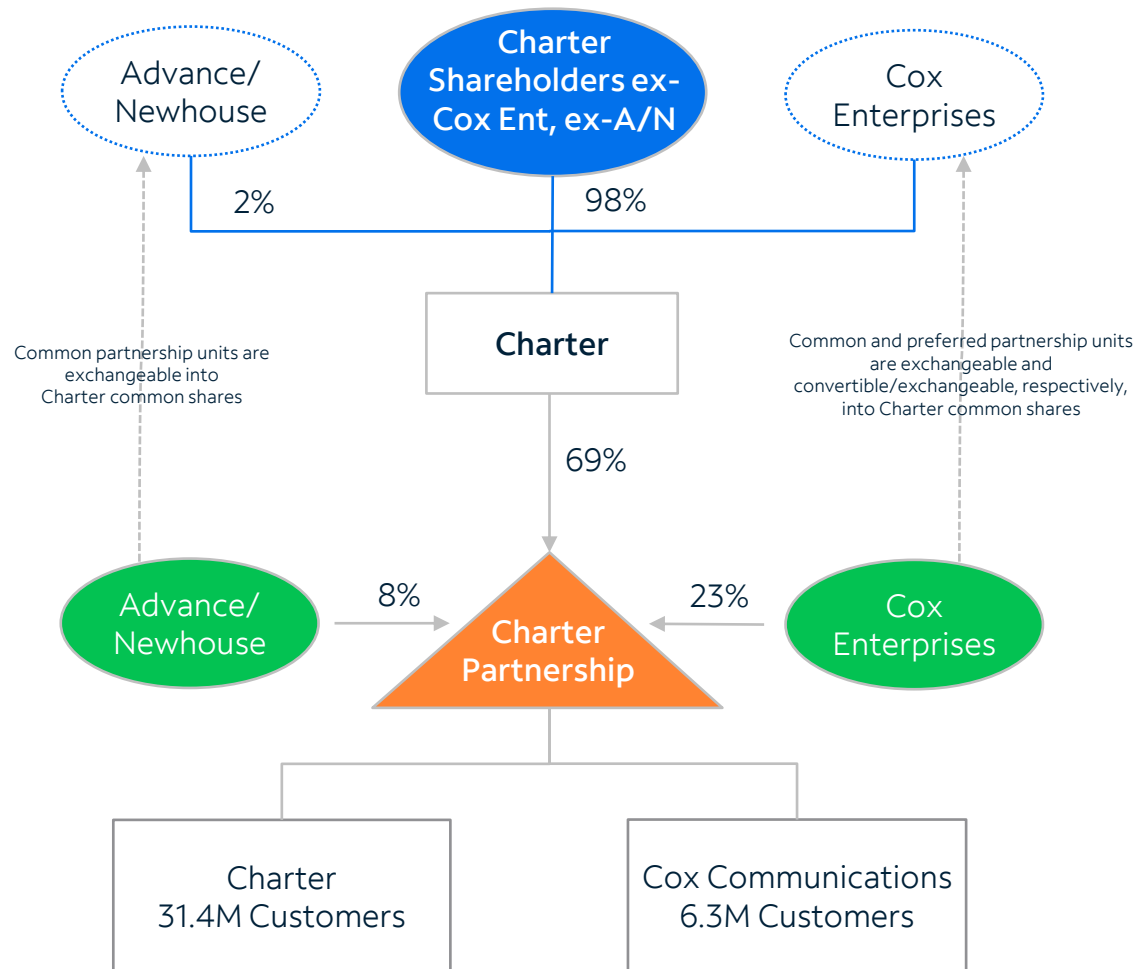 Advance/
Newhouse
Charter
Shareholders ex-
Cox Ent, ex-A/N
Cox
Enterprises
2%
98%
Common partnership units are
exchangeable into
Charter common shares
Charter
Common and preferred partnership units
are exchangeable and
convertible/exchangeable, respectively,
into Charter common shares
69%
Advance/
Newhouse
8%
Charter
Partnership
23%
Cox
Enterprises
Charter
31.4M Customers
Cox Communications
6.3M Customers